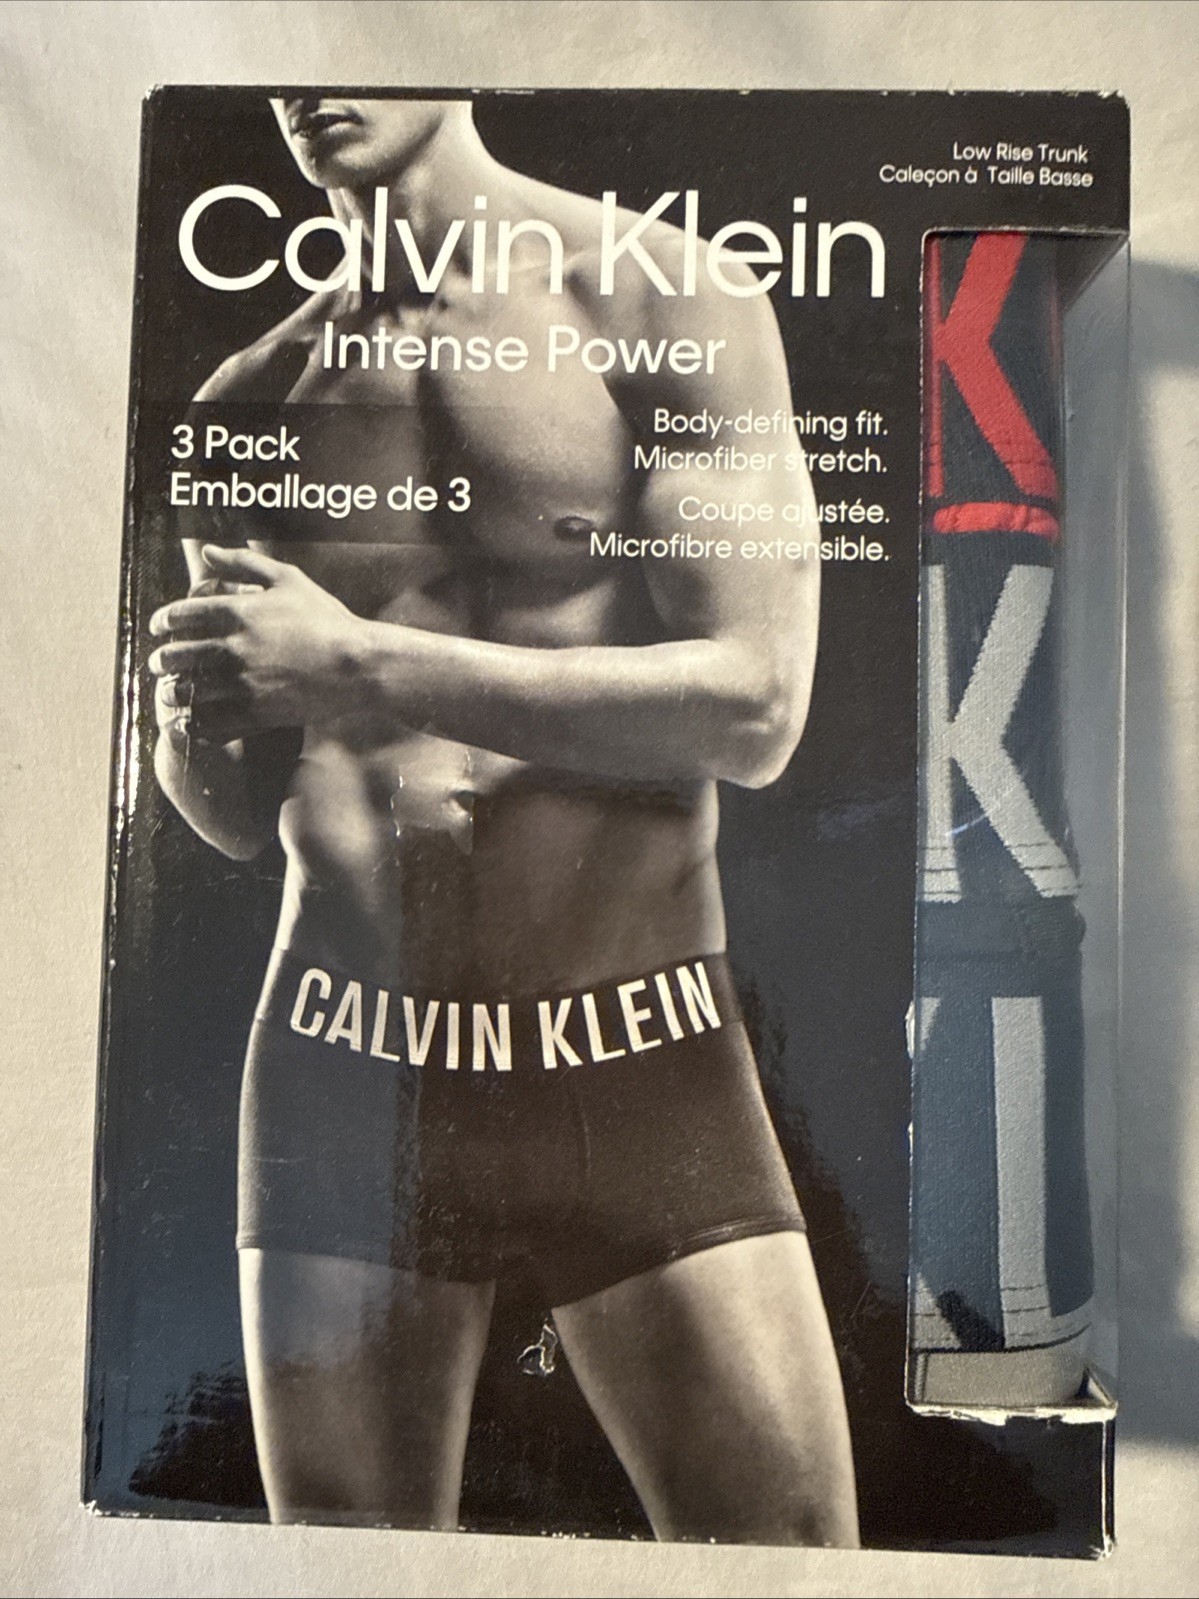 Low Rise Trunk
Caleçon à Taille Basse
Calvin Klein
Intense Power
3 Pack
Emballage de 3
Body-defining fit.
Microfiber stretch.
Coupe ajustée.
Microfibre extensible.
CALVIN KLEIN
K
K
L